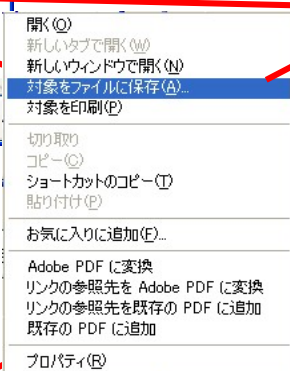 開く(O)
新しいタブで開く(W)
新しいウィンドウで開く(N)
対象をファイルに保存(A)...
対象を印刷(P)
切り取り
コピー(C)
ショートカットのコピー(T)
貼り付け(P)
お気に入りに追加(F)...
Adobe PDF に変換
リンクの参照先を Adobe PDF に変換
リンクの参照先を既存の PDF に追加
既存の PDF に追加
プロパティ(R)